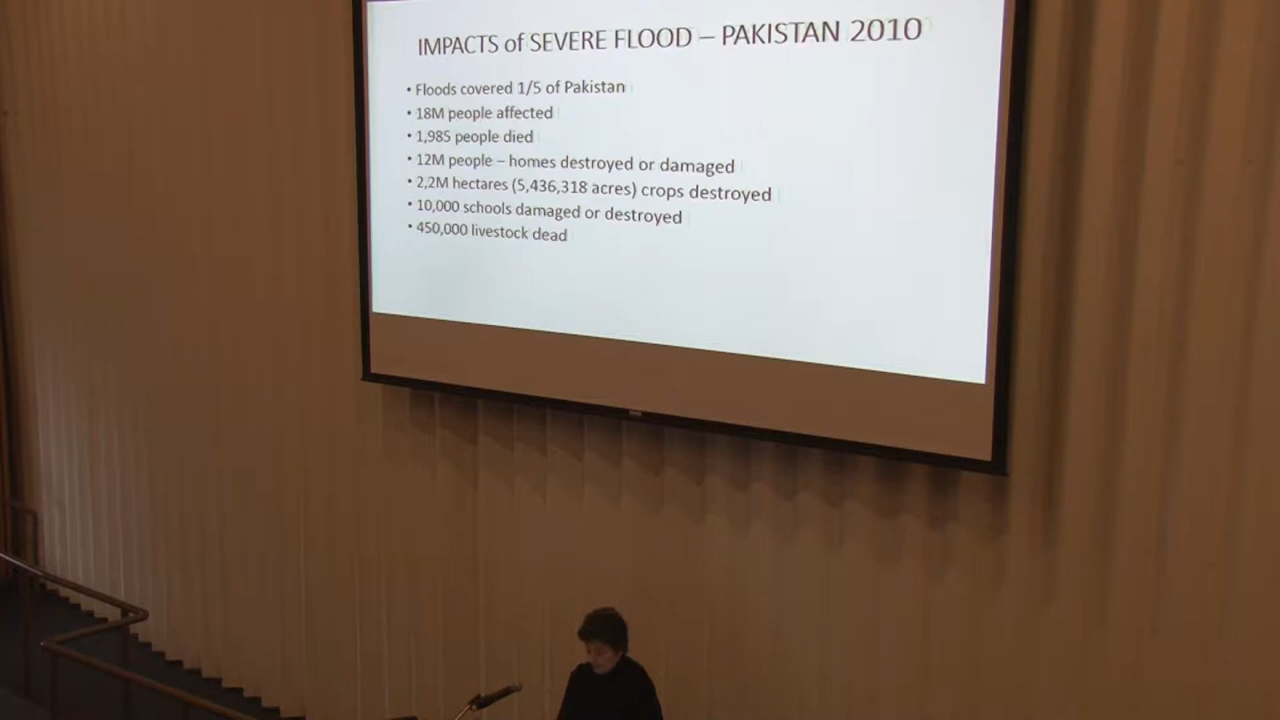 IMPACTS of SEVERE FLOOD – PAKISTAN 2010
• Floods covered 1/5 of Pakistan
• 18M people affected
• 1,985 people died
• 12M people – homes destroyed or damaged
• 2,2M hectares (5,436,318 acres) crops destroyed
• 10,000 schools damaged or destroyed
• 450,000 livestock dead